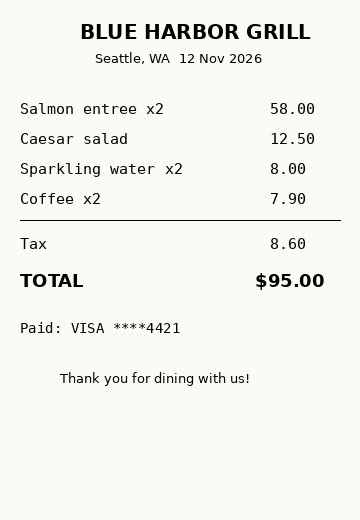 BLUE HARBOR GRILL
Seattle, WA  12 Nov 2026
Salmon entree x2 58.00
Caesar salad 12.50
Sparkling water x2 8.00
Coffee x2 7.90
Tax 8.60
TOTAL $95.00
Paid: VISA ****4421
Thank you for dining with us!